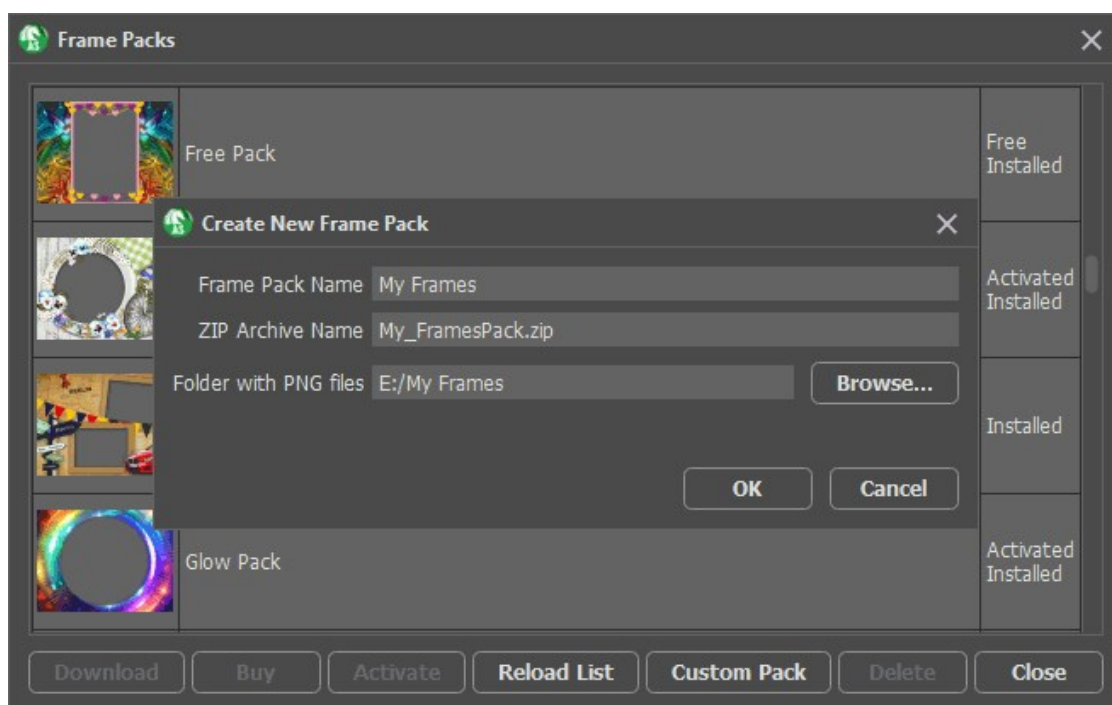 Frame Packs
Free Pack
Free
Installed
Create New Frame Pack
Frame Pack Name My Frames
ZIP Archive Name My_FramesPack.zip
Folder with PNG files E:/My Frames Browse...
OK Cancel
Activated
Installed
Installed
Glow Pack
Activated
Installed
Download Buy Activate Reload List Custom Pack Delete Close